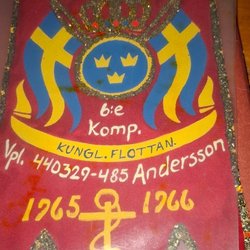 6:e
Komp.
KUNGL. FLOTTAN.
Vpl. 440329-485 Andersson
1965 1966